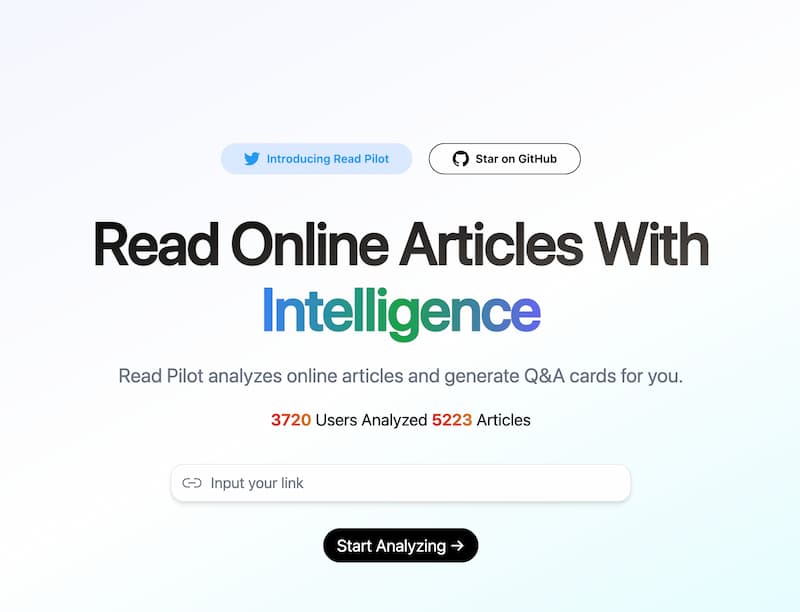 Introducing Read Pilot
Star on GitHub
Read Online Articles With
Intelligence
Read Pilot analyzes online articles and generate Q&A cards for you.
3720 Users Analyzed 5223 Articles
Input your link
Start Analyzing →